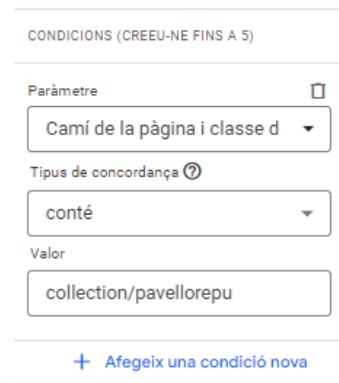 CONDICIONS (CREEU-NE FINS A 5)
Paràmetre
Camí de la pàgina i classe d
Tipus de concordança ?
conté
Valor
collection/pavellorepu
+ Afegeix una condició nova